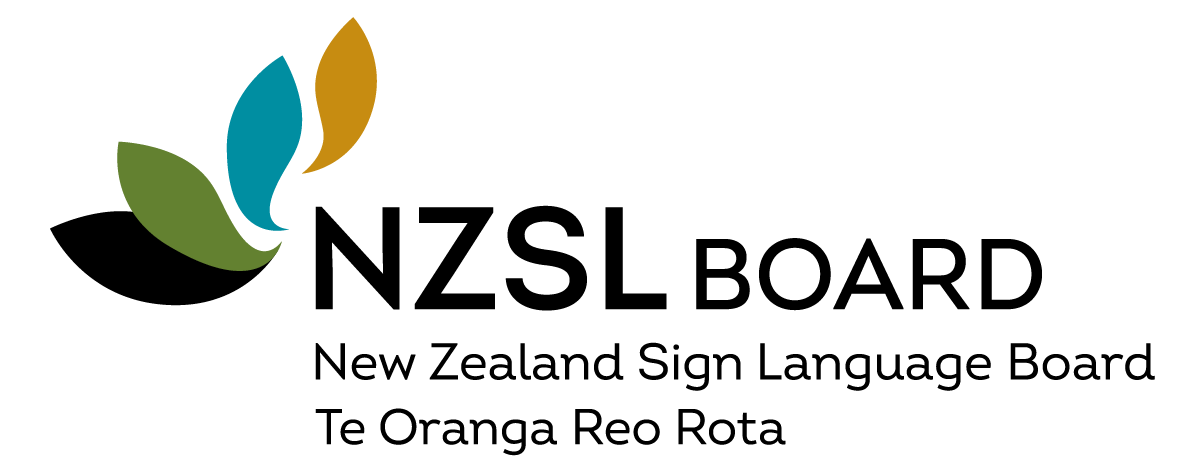 NZSL BOARD
New Zealand Sign Language Board
Te Oranga Reo Rota